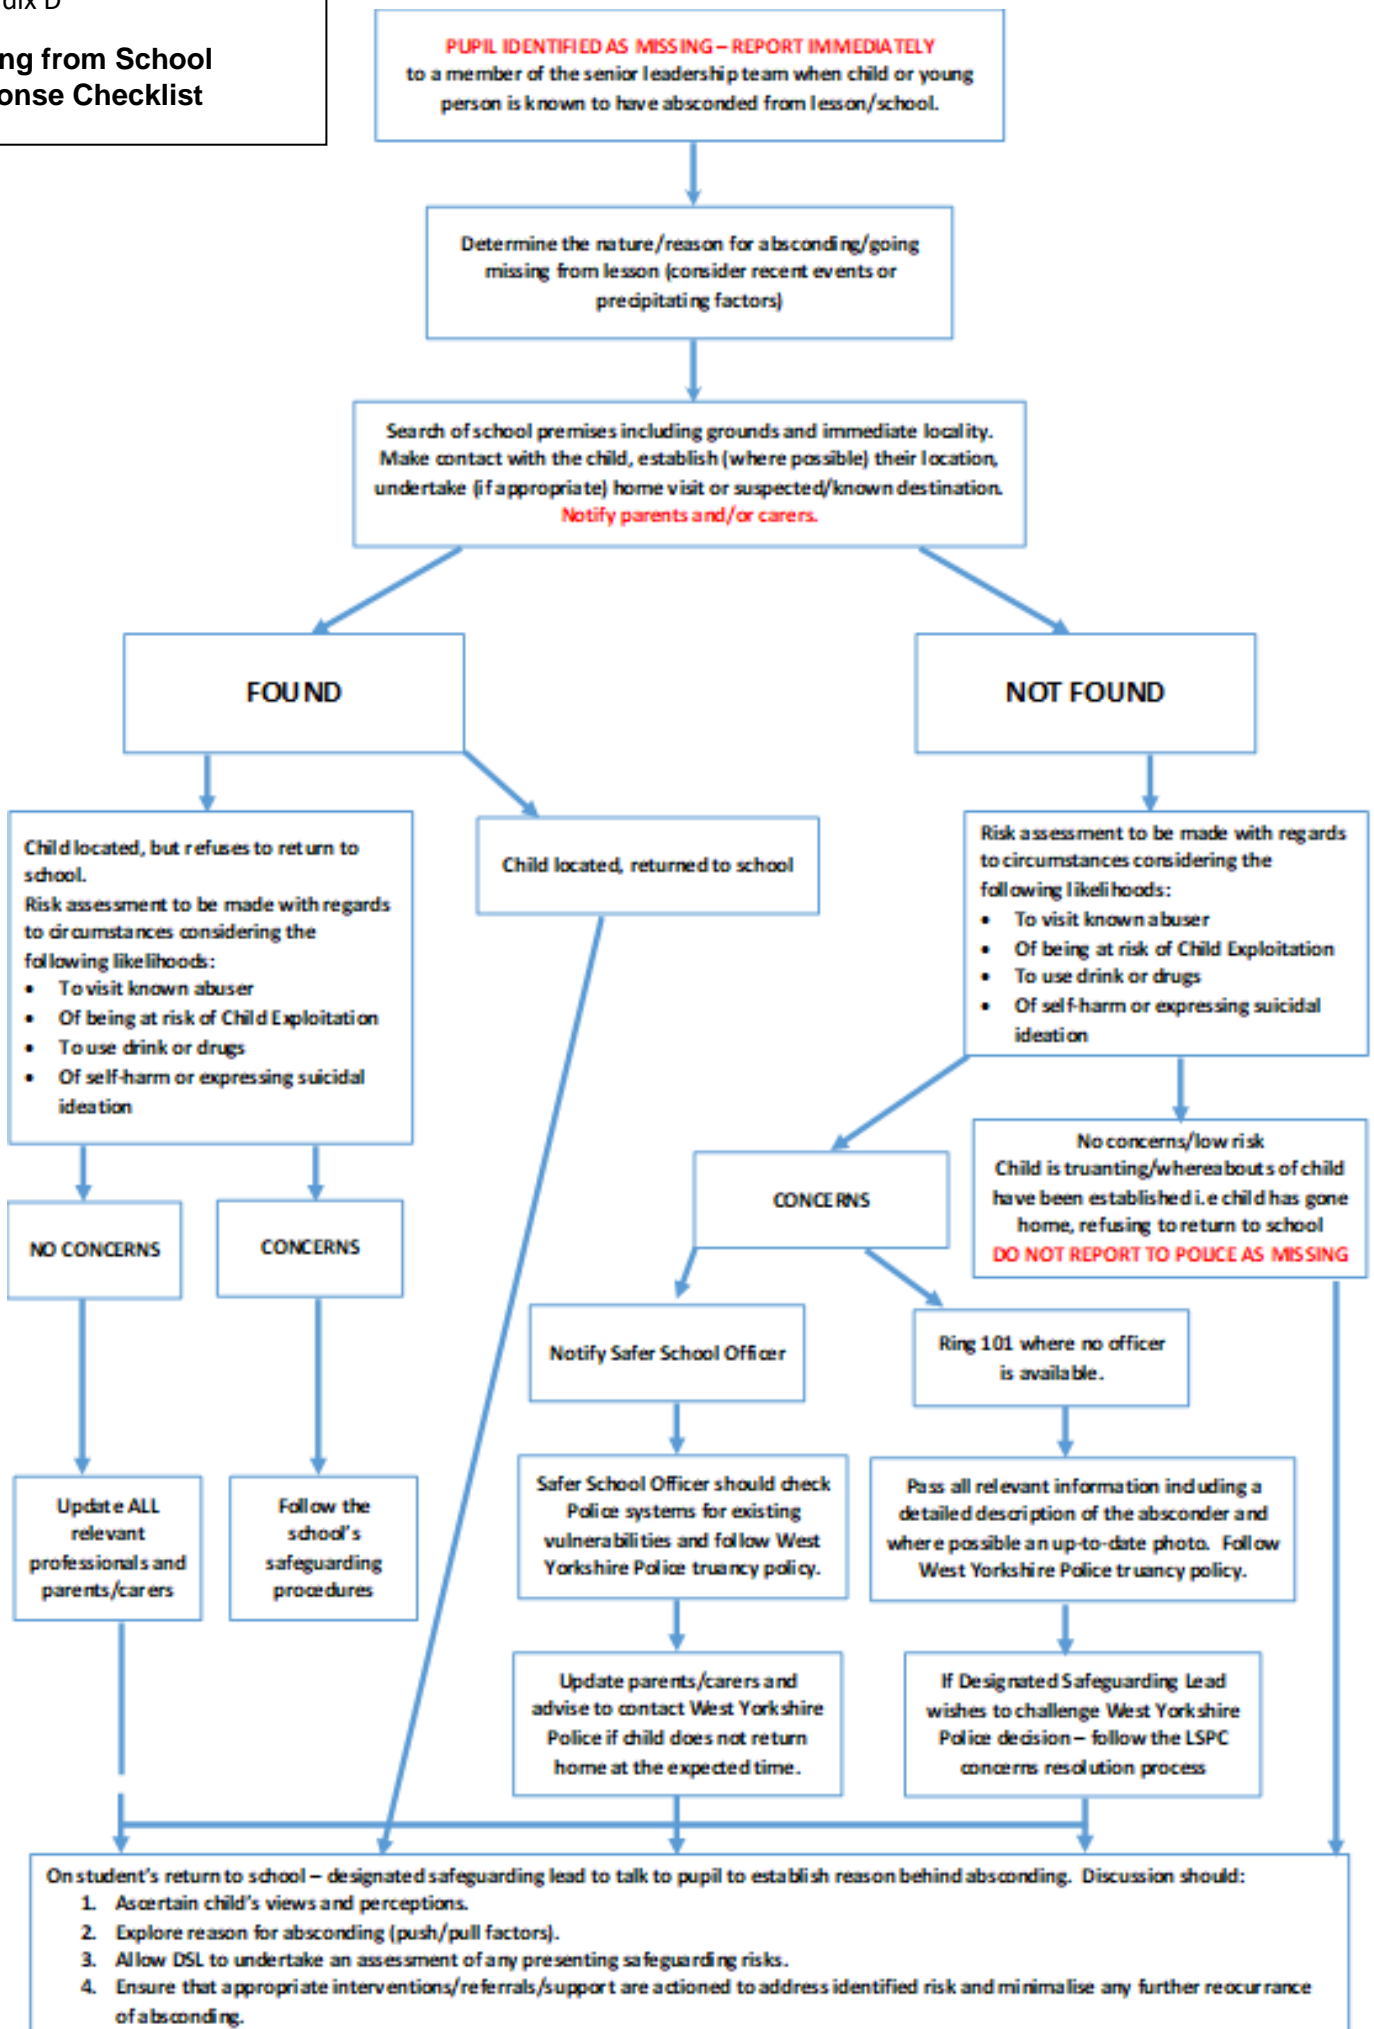 dix D
ng from School
onse Checklist
PUPIL IDENTIFIED AS MISSING – REPORT IMMEDIATELY
to a member of the senior leadership team when child or young
person is known to have absconded from lesson/school.
Determine the nature/reason for absconding/going
missing from lesson (consider recent events or
precipitating factors)
Search of school premises including grounds and immediate locality.
Make contact with the child, establish (where possible) their location,
undertake (if appropriate) home visit or suspected/known destination.
Notify parents and/or carers.
FOUND
NOT FOUND
Child located, but refuses to return to
school.
Risk assessment to be made with regards
to circumstances considering the
following likelihoods:
• To visit known abuser
• Of being at risk of Child Exploitation
• To use drink or drugs
• Of self-harm or expressing suicidal
ideation
Child located, returned to school
Risk assessment to be made with regards
to circumstances considering the
following likelihoods:
• To visit known abuser
• Of being at risk of Child Exploitation
• To use drink or drugs
• Of self-harm or expressing suicidal
ideation
NO CONCERNS
CONCERNS
CONCERNS
No concerns/low risk
Child is truanting/whereabouts of child
have been established i.e child has gone
home, refusing to return to school
DO NOT REPORT TO POLICE AS MISSING
Notify Safer School Officer
Ring 101 where no officer
is available.
Update ALL
relevant
professionals and
parents/carers
Follow the
school's
safeguarding
procedures
Safer School Officer should check
Police systems for existing
vulnerabilities and follow West
Yorkshire Police truancy policy.
Pass all relevant information including a
detailed description of the absconder and
where possible an up-to-date photo. Follow
West Yorkshire Police truancy policy.
Update parents/carers and
advise to contact West Yorkshire
Police if child does not return
home at the expected time.
If Designated Safeguarding Lead
wishes to challenge West Yorkshire
Police decision – follow the LSPC
concerns resolution process
On student's return to school – designated safeguarding lead to talk to pupil to establish reason behind absconding. Discussion should:
1. Ascertain child's views and perceptions.
2. Explore reason for absconding (push/pull factors).
3. Allow DSL to undertake an assessment of any presenting safeguarding risks.
4. Ensure that appropriate interventions/referrals/support are actioned to address identified risk and minimalise any further reocurrance
of absconding.